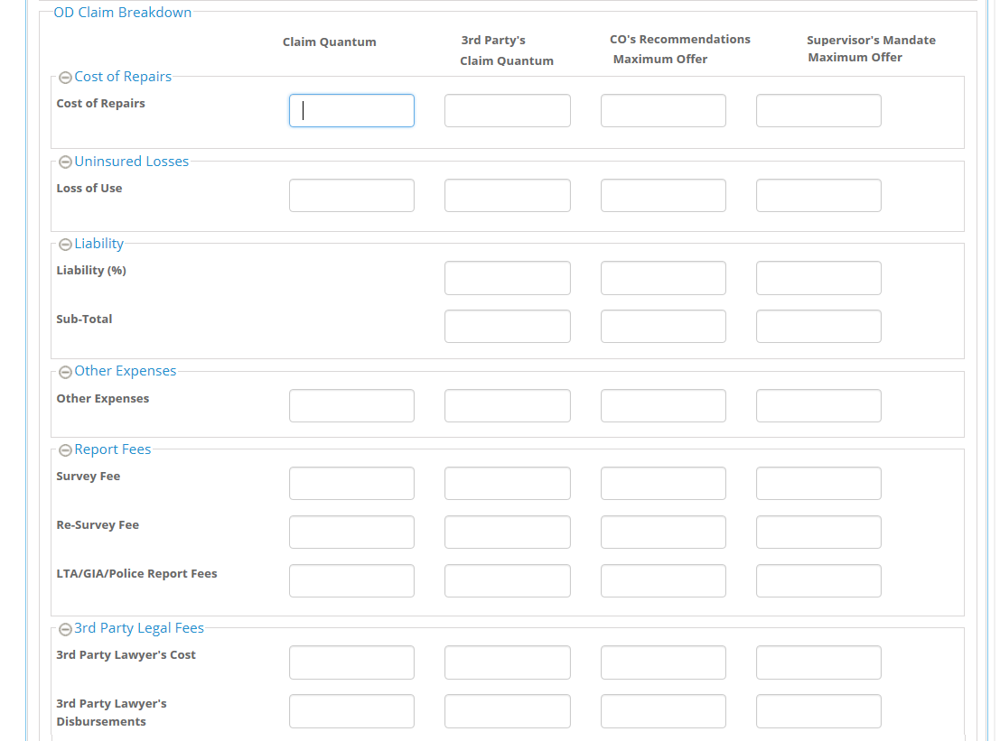 OD Claim Breakdown
Claim Quantum
3rd Party's
Claim Quantum
CO's Recommendations
Maximum Offer
Supervisor's Mandate
Maximum Offer
Cost of Repairs
Cost of Repairs
Uninsured Losses
Loss of Use
Liability
Liability (%)
Sub-Total
Other Expenses
Other Expenses
Report Fees
Survey Fee
Re-Survey Fee
LTA/GIA/Police Report Fees
3rd Party Legal Fees
3rd Party Lawyer's Cost
3rd Party Lawyer's
Disbursements